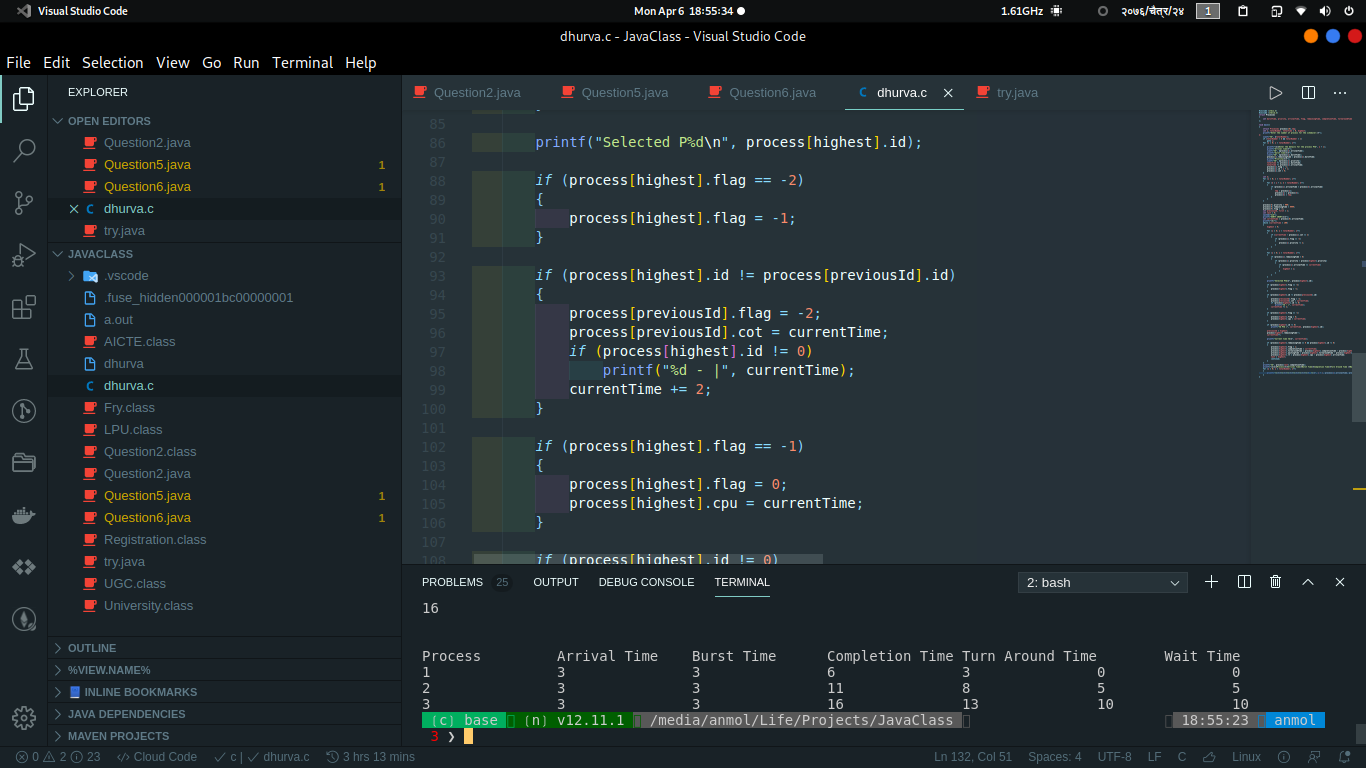 Visual Studio Code
Mon Apr 6 18:55:34
1.61GHz
२०७६/चैत्र/२४
1
dhurva.c - JavaClass - Visual Studio Code
File Edit Selection View Go Run Terminal Help
EXPLORER
OPEN EDITORS
Question2.java
Question5.java 1
Question6.java 1
C dhurva.c
try.java
JAVACLASS
.vscode
.fuse_hidden000001bc00000001
a.out
AICTE.class
dhurva
C dhurva.c
Fry.class
LPU.class
Question2.class
Question2.java
Question5.java 1
Question6.java 1
Registration.class
try.java
UGC.class
University.class
OUTLINE
%VIEW.NAME%
INLINE BOOKMARKS
JAVA DEPENDENCIES
MAVEN PROJECTS
Question2.java Question5.java Question6.java C dhurva.c try.java
85
86 printf("Selected P%d\n", process[highest].id);
87
88 if (process[highest].flag == -2)
89 {
90 process[highest].flag = -1;
91 }
92
93 if (process[highest].id != process[previousId].id)
94 {
95 process[previousId].flag = -2;
96 process[previousId].cot = currentTime;
97 if (process[highest].id != 0)
98 printf("%d - |", currentTime);
99 currentTime += 2;
100 }
101
102 if (process[highest].flag == -1)
103 {
104 process[highest].flag = 0;
105 process[highest].cpu = currentTime;
106 }
107
108 if (process[highest].id != 0)
PROBLEMS 25 OUTPUT DEBUG CONSOLE TERMINAL 2: bash
16
Process Arrival Time Burst Time Completion Time Turn Around Time Wait Time
1 3 3 6 3 0 0
2 3 3 11 8 5 5
3 3 3 16 13 10 10
(c) base (n) v12.11.1 /media/anmol/Life/Projects/JavaClass 18:55:23 anmol
3 ❯
0 2 23 Cloud Code ✓ c | ✓ dhurva.c 3 hrs 13 mins Ln 132, Col 51 Spaces: 4 UTF-8 LF C Linux